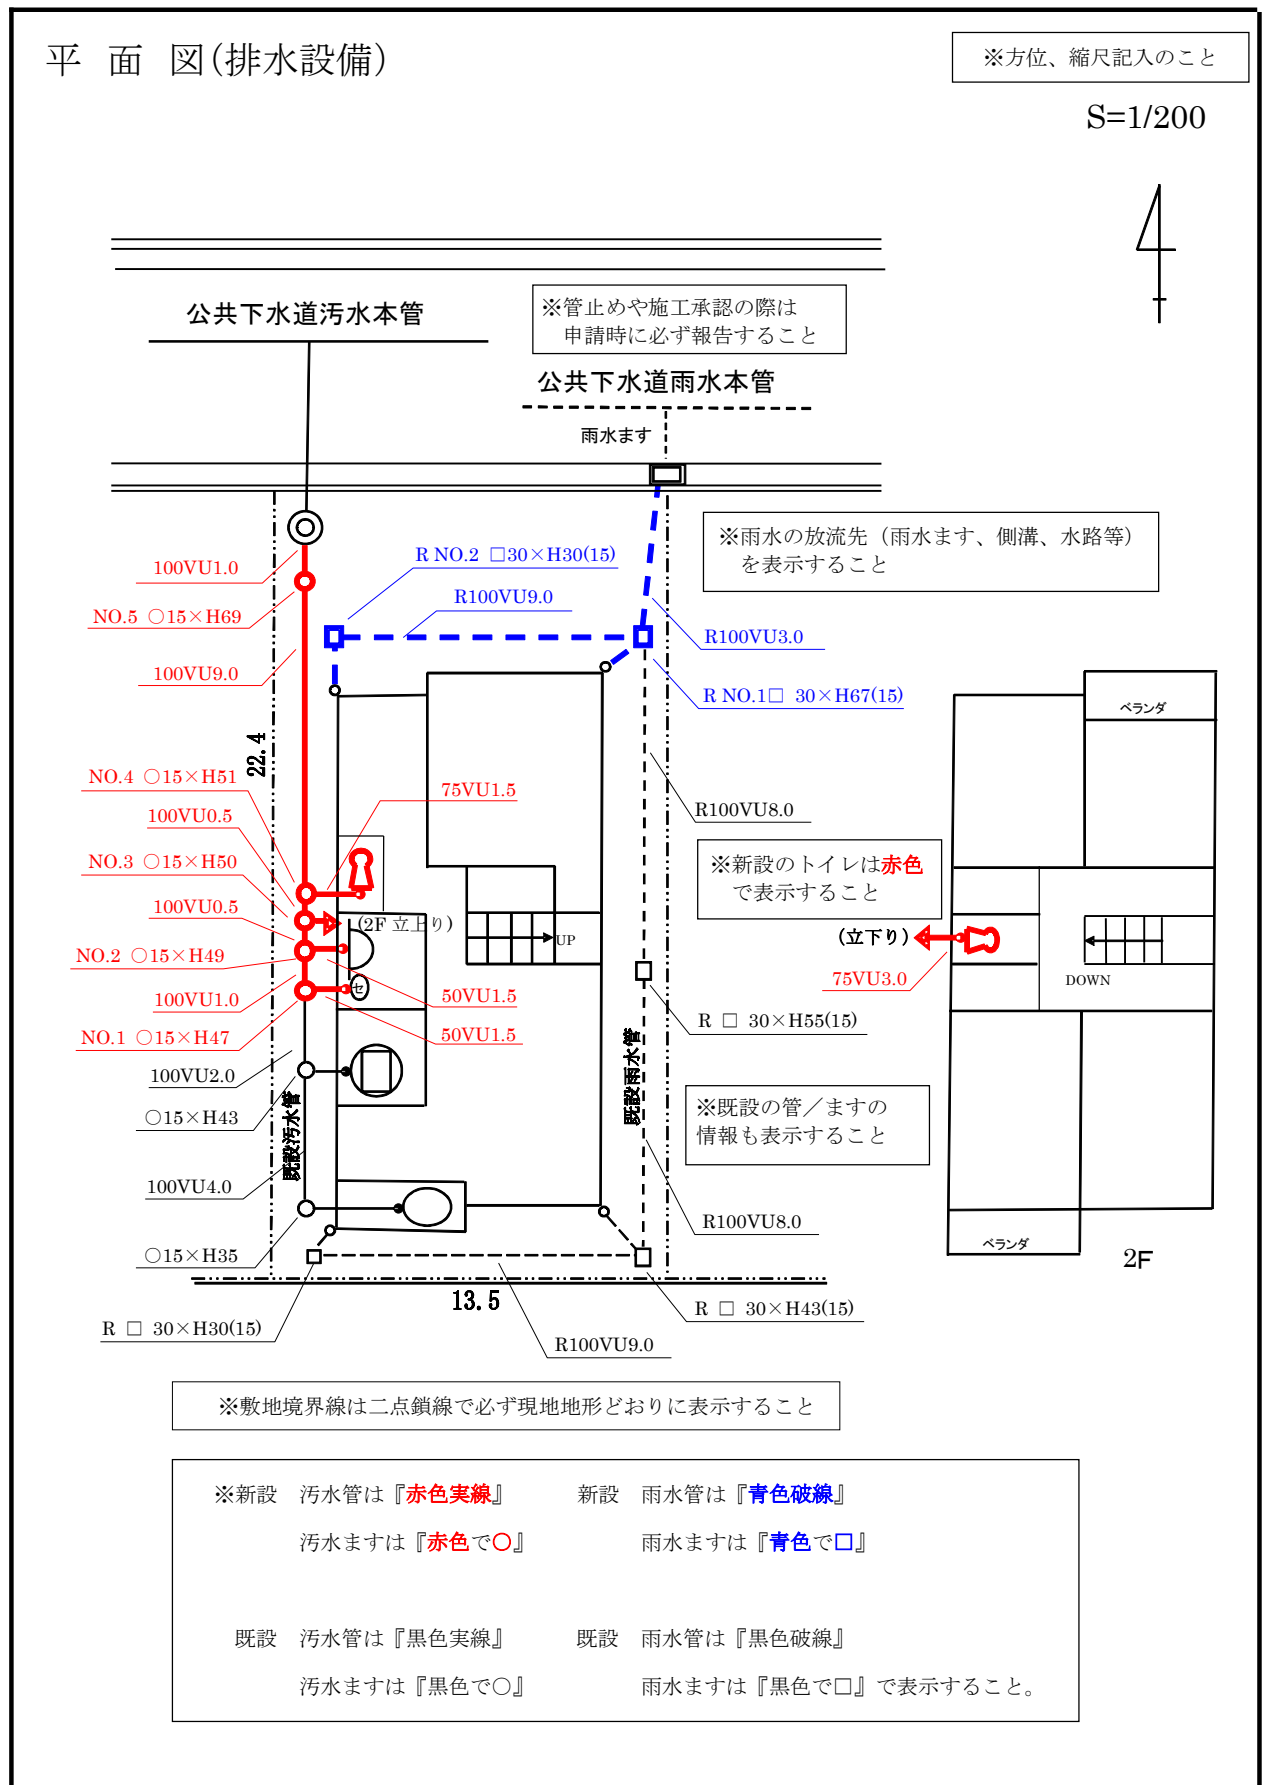 平 面 図(排水設備)
※方位、縮尺記入のこと
S=1/200
公共下水道汚水本管
※管止めや施工承認の際は
申請時に必ず報告すること
公共下水道雨水本管
雨水ます
※雨水の放流先（雨水ます、側溝、水路等）
を表示すること
100VU1.0
R NO.2 □30×H30(15)
NO.5 ○15×H69
R100VU9.0
R100VU3.0
100VU9.0
R NO.1□ 30×H67(15)
ベランダ
22.4
NO.4 ○15×H51
75VU1.5
100VU0.5
R100VU8.0
NO.3 ○15×H50
※新設のトイレは赤色
で表示すること
100VU0.5
(2F 立上り)
UP
(立下り)
NO.2 ○15×H49
セ
75VU3.0
DOWN
100VU1.0
50VU1.5
R □ 30×H55(15)
NO.1 ○15×H47
50VU1.5
100VU2.0
既設雨水管
○15×H43
既設汚水管
※既設の管／ますの
情報も表示すること
100VU4.0
R100VU8.0
○15×H35
ベランダ
2F
13.5
R □ 30×H43(15)
R □ 30×H30(15)
R100VU9.0
※敷地境界線は二点鎖線で必ず現地地形どおりに表示すること
※新設 汚水管は『赤色実線』 新設 雨水管は『青色破線』
汚水ますは『赤色で○』 雨水ますは『青色で□』
既設 汚水管は『黒色実線』 既設 雨水管は『黒色破線』
汚水ますは『黒色で○』 雨水ますは『黒色で□』で表示すること。